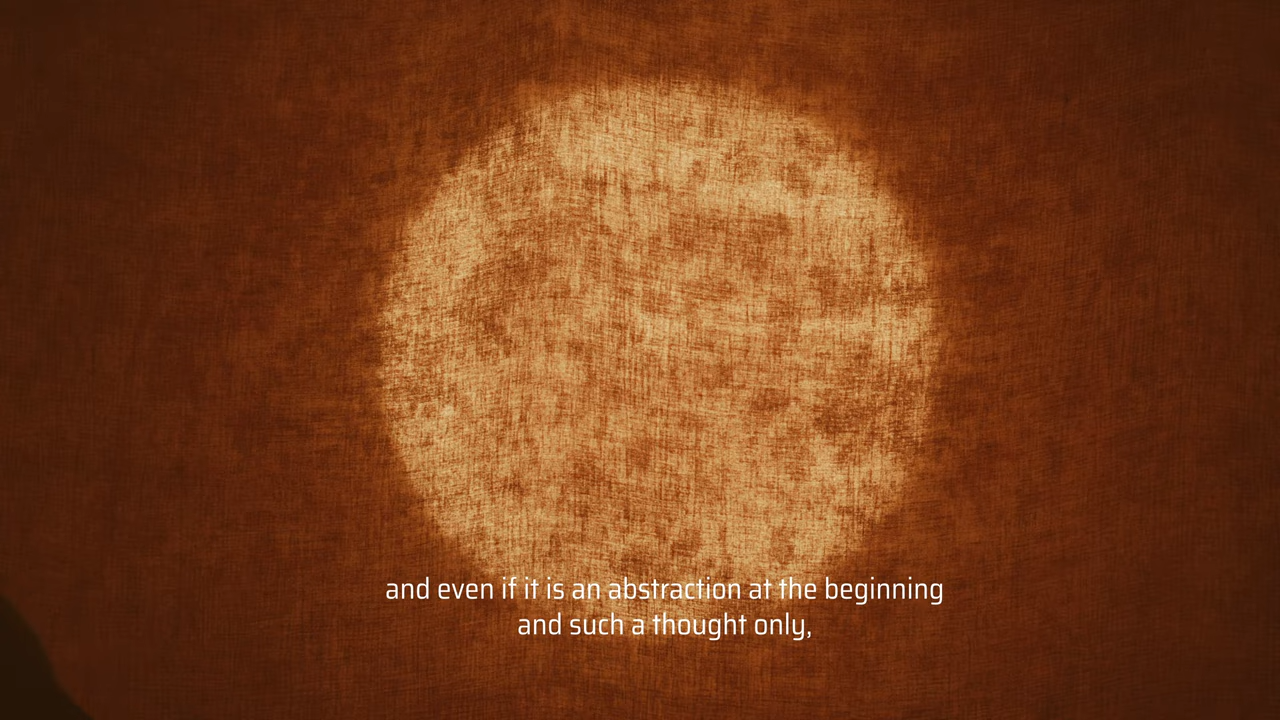 and even if it is an abstraction at the beginning
and such a thought only,